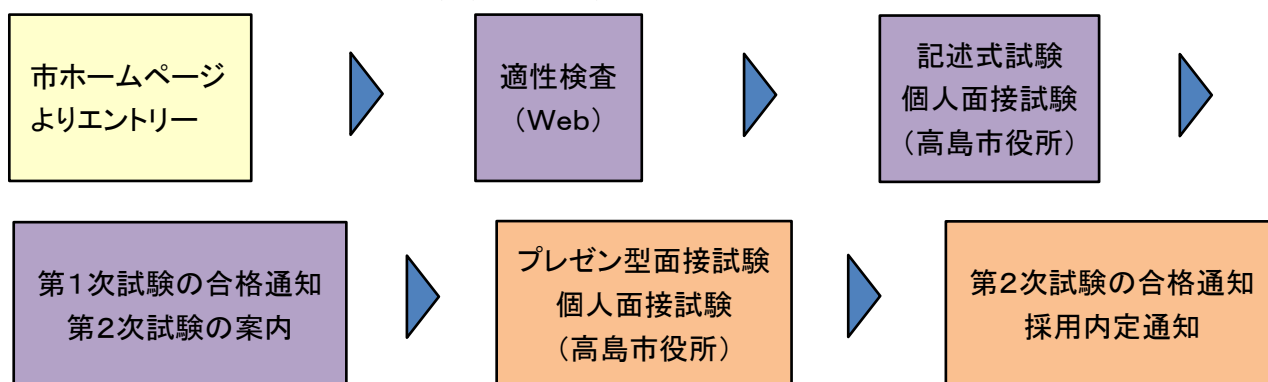 市ホームページ
よりエントリー
適性検査
（Web）
記述式試験
個人面接試験
（高島市役所）
第１次試験の合格通知
第２次試験の案内
プレゼン型面接試験
個人面接試験
（高島市役所）
第２次試験の合格通知
採用内定通知